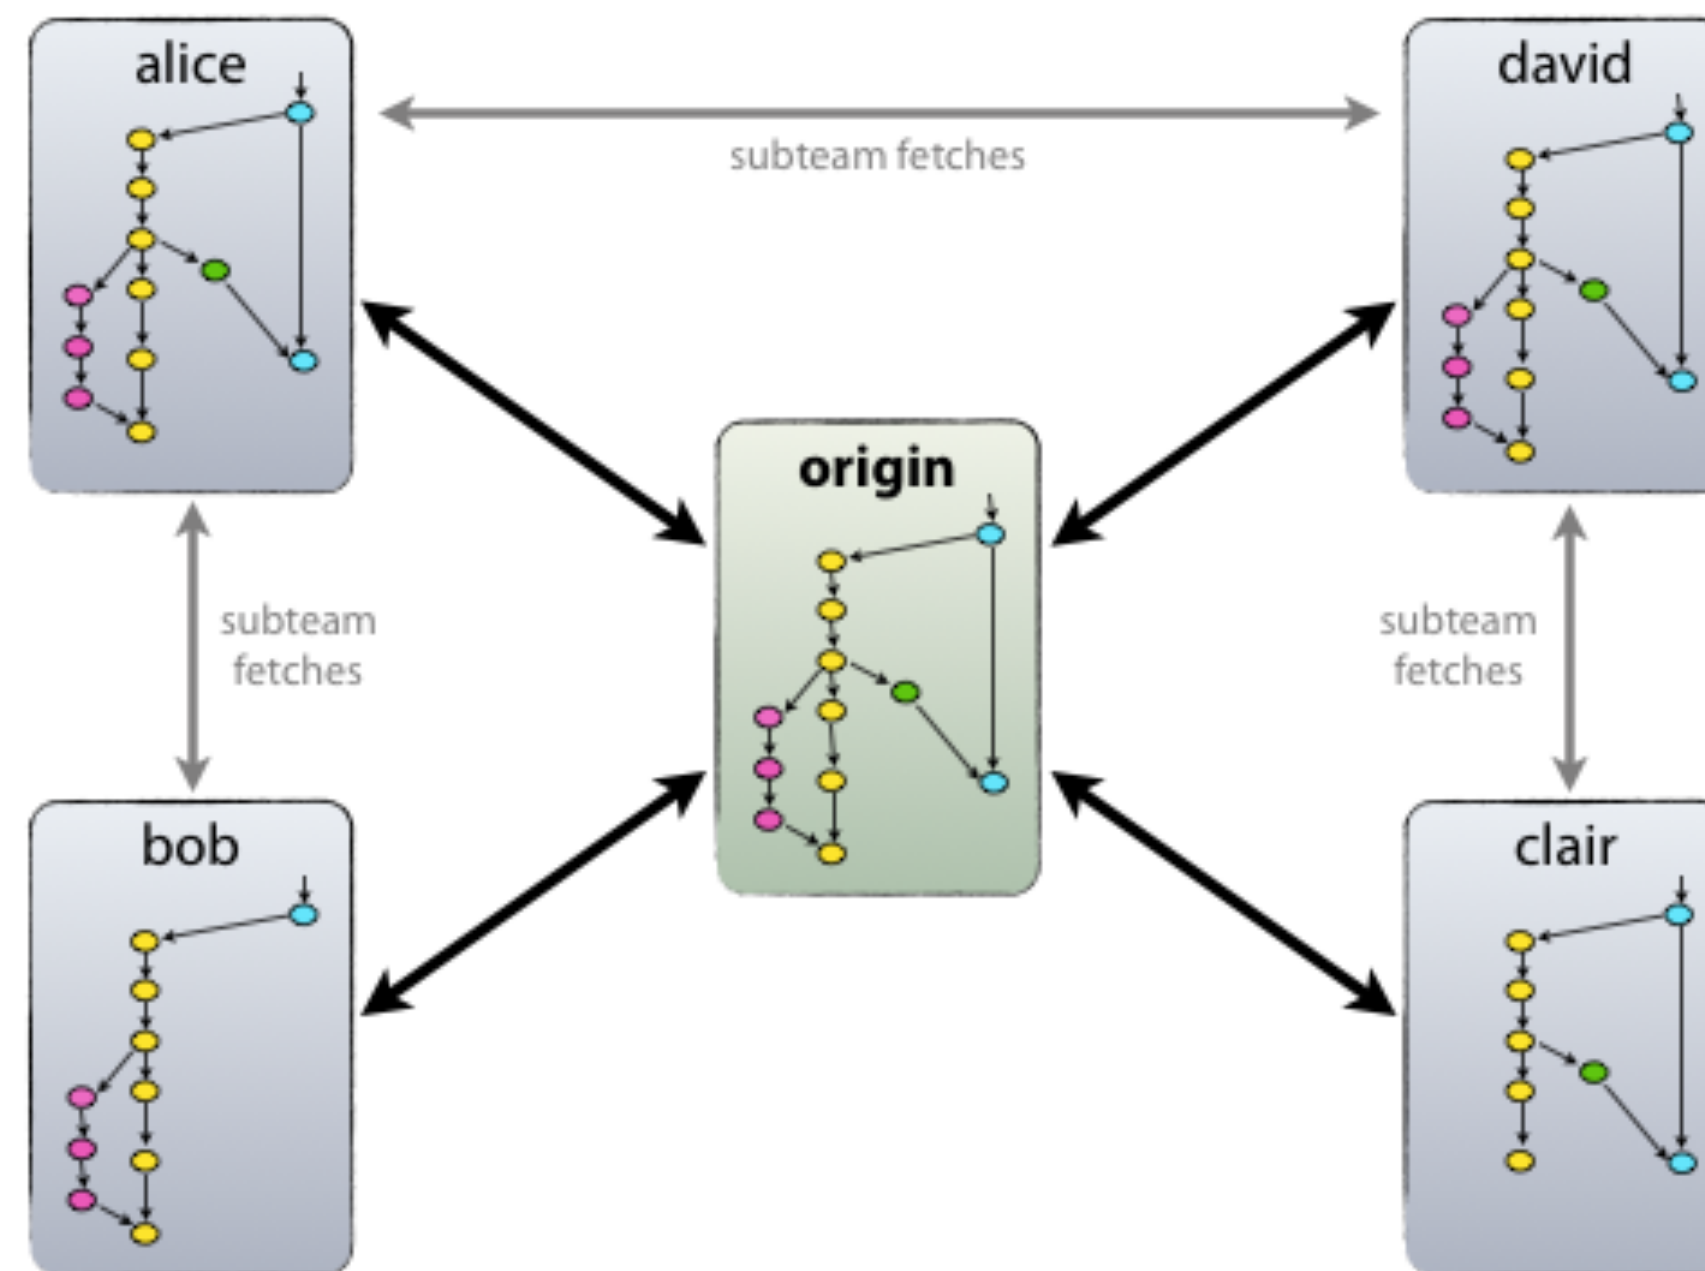 alice
david
subteam fetches
origin
subteam
fetches
subteam
fetches
bob
clair